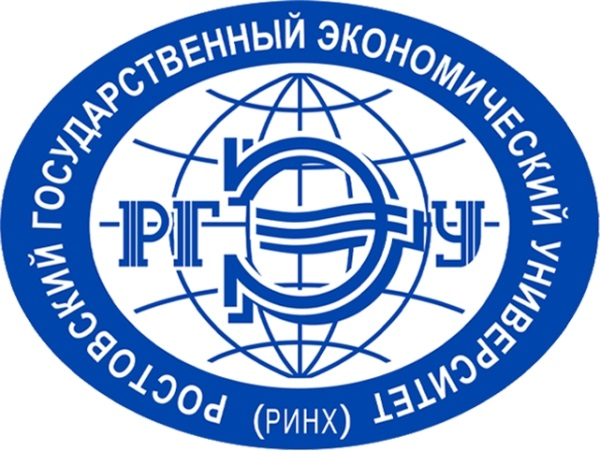 РОСТОВСКИЙ ГОСУДАРСТВЕННЫЙ ЭКОНОМИЧЕСКИЙ УНИВЕРСИТЕТ
РГЭУ
(РИНХ)